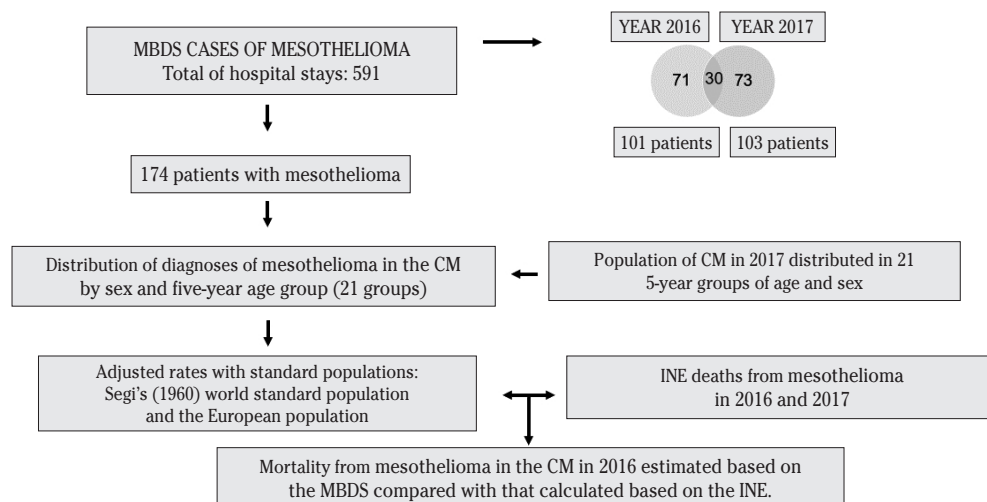 MBDS CASES OF MESOTHELIOMA
Total of hospital stays: 591
YEAR 2016
YEAR 2017
71
30
73
101 patients
103 patients
174 patients with mesothelioma
Distribution of diagnoses of mesothelioma in the CM
by sex and five-year age group (21 groups)
Population of CM in 2017 distributed in 21
5-year groups of age and sex
Adjusted rates with standard populations:
Segi's (1960) world standard population
and the European population
INE deaths from mesothelioma
in 2016 and 2017
Mortality from mesothelioma in the CM in 2016 estimated based on
the MBDS compared with that calculated based on the INE.